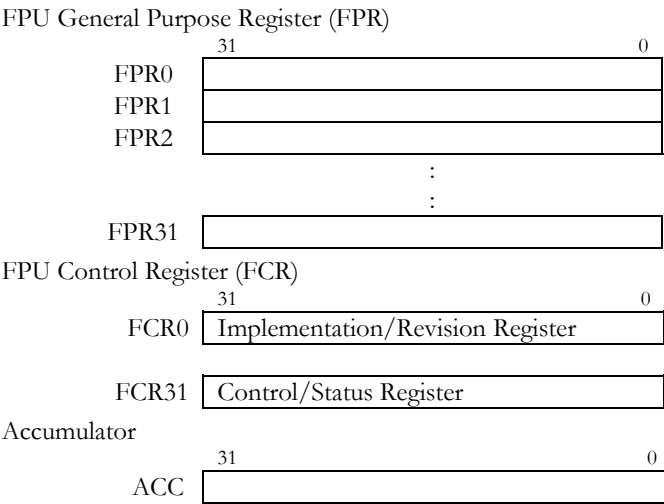 FPU General Purpose Register (FPR)
31 0
FPR0
FPR1
FPR2
:
:
FPR31
FPU Control Register (FCR)
31 0
FCR0 Implementation/Revision Register
FCR31 Control/Status Register
Accumulator
31 0
ACC